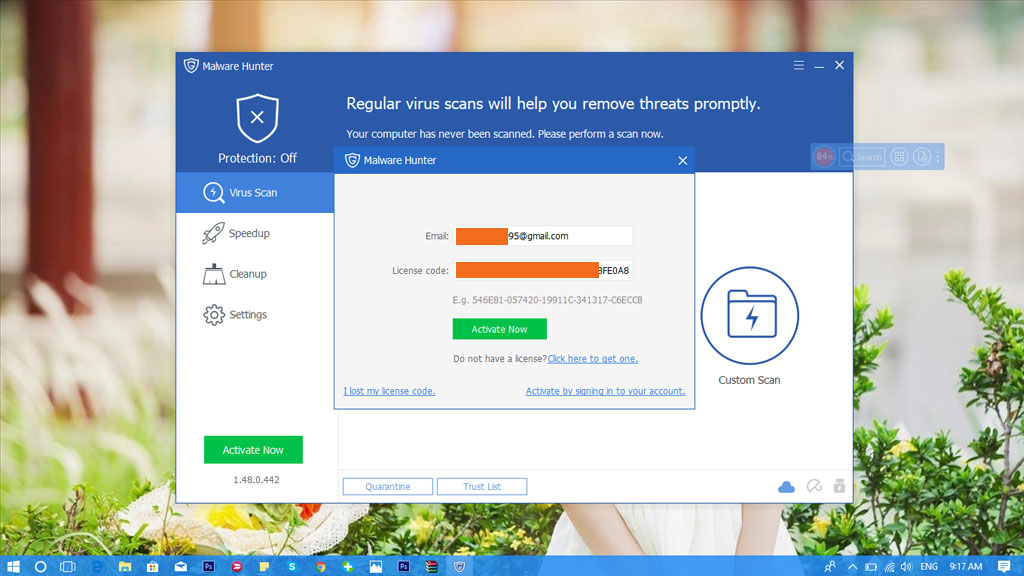 Malware Hunter
Protection: Off
Regular virus scans will help you remove threats promptly.
Your computer has never been scanned. Please perform a scan now.
84%
Search
Virus Scan
Speedup
Cleanup
Settings
Activate Now
1.48.0.442
Malware Hunter
Email: 95@gmail.com
License code: BFE0A8
E.g. 546E81-057420-19911C-341317-C6ECCB
Activate Now
Do not have a license?Click here to get one.
I lost my license code. Activate by signing in to your account.
Custom Scan
Quarantine Trust List
ENG 9:17 AM